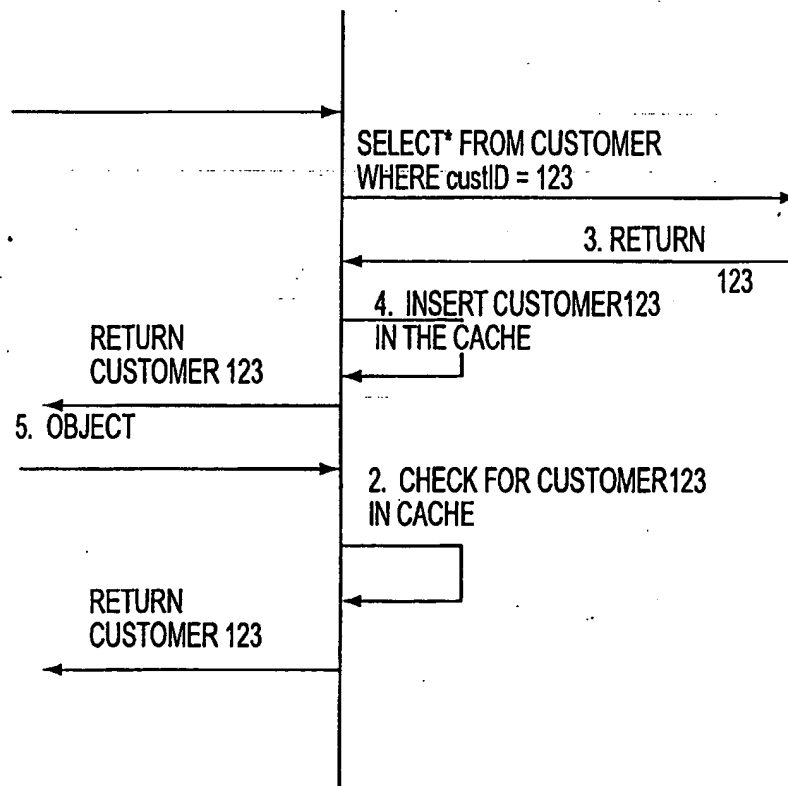 SELECT* FROM CUSTOMER
WHERE custID = 123
3. RETURN
123
4. INSERT CUSTOMER123
IN THE CACHE
RETURN
CUSTOMER 123
5. OBJECT
2. CHECK FOR CUSTOMER123
IN CACHE
RETURN
CUSTOMER 123